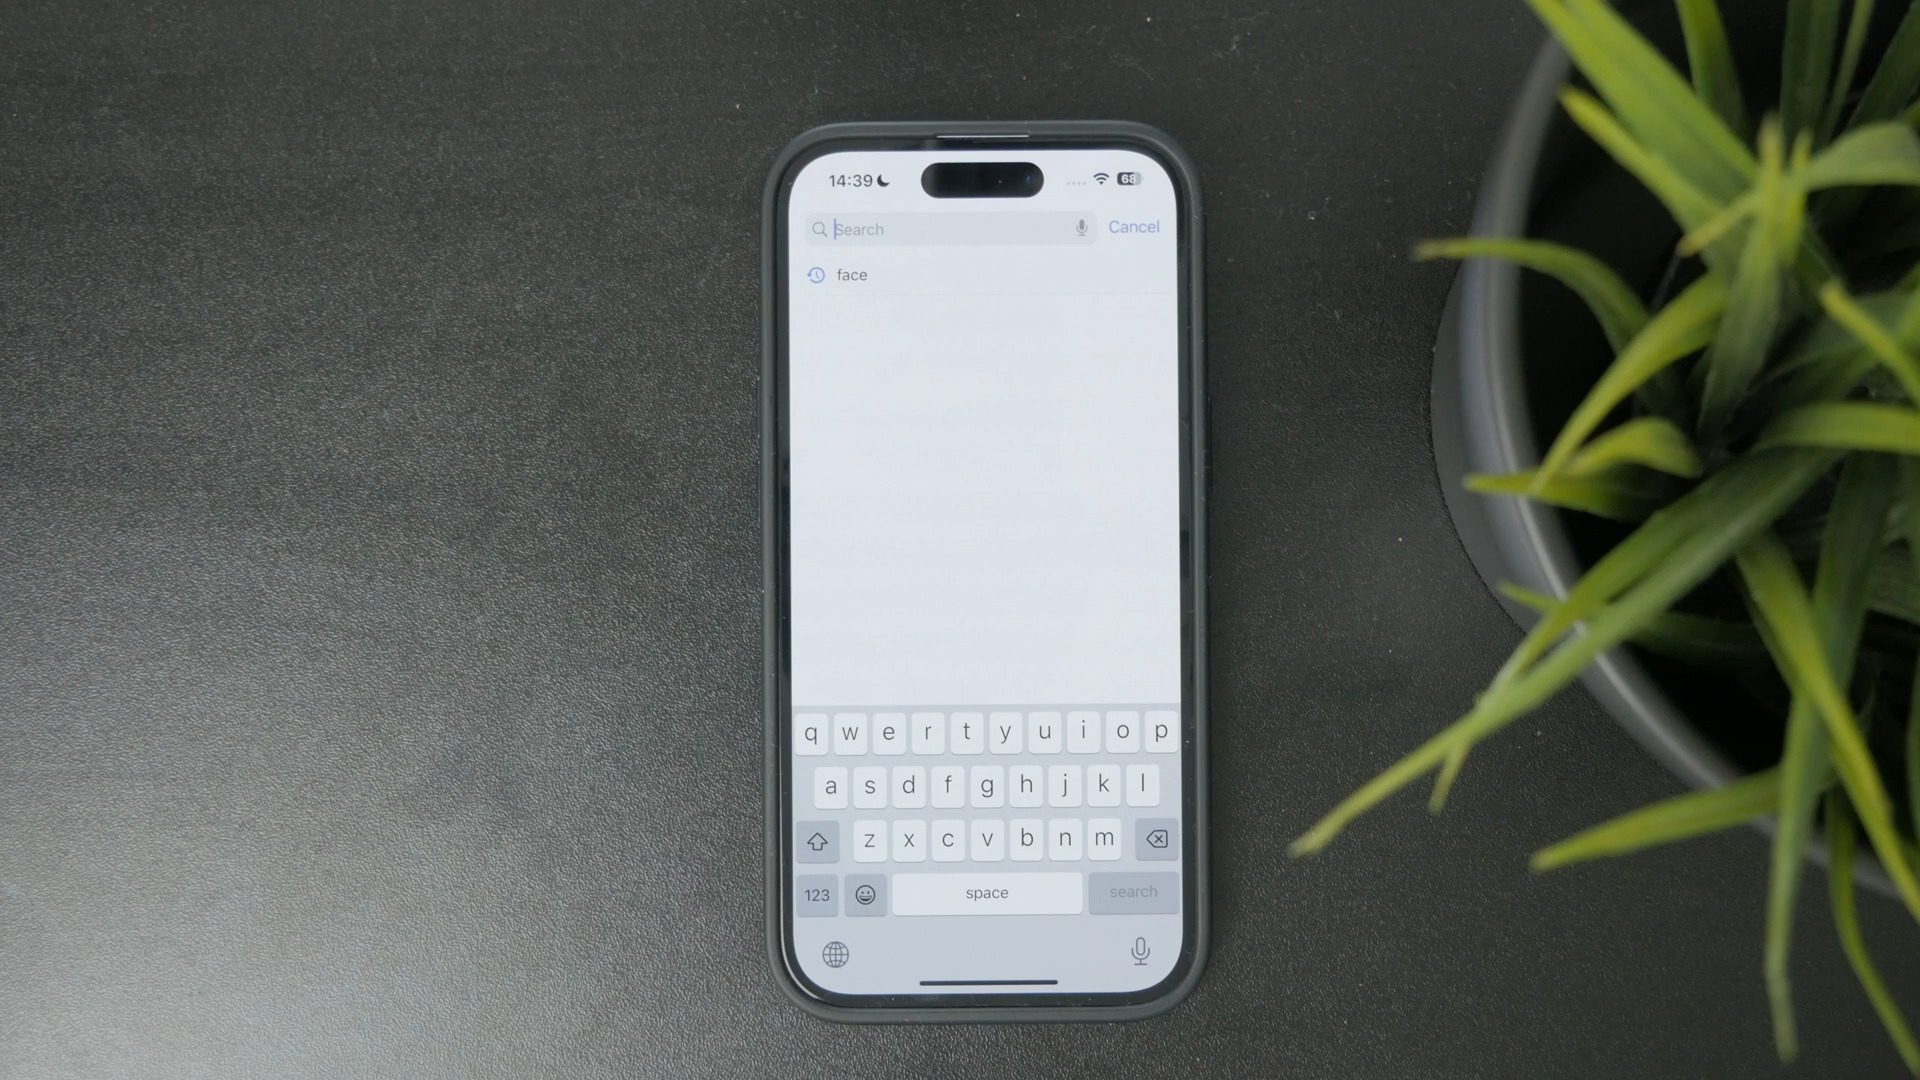 14:39 68
Search Cancel
face
q w e r t y u i o p
a s d f g h j k l
z x c v b n m
123 space search